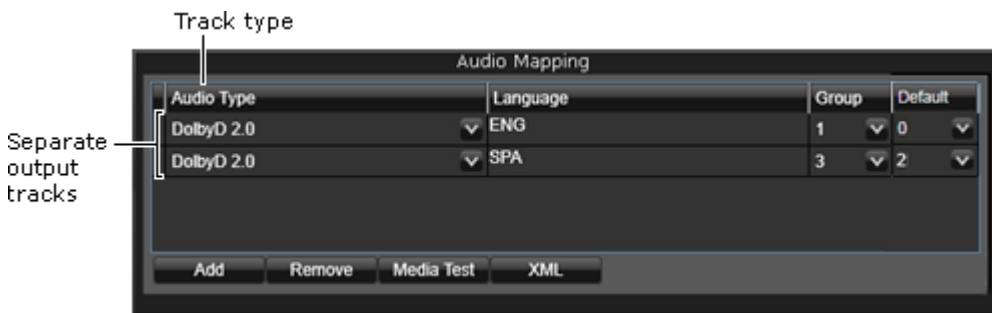 Track type
Audio Mapping
Audio Type Language Group Default
DolbyD 2.0 ENG 1 0
DolbyD 2.0 SPA 3 2
Separate
output
tracks
Add Remove Media Test XML